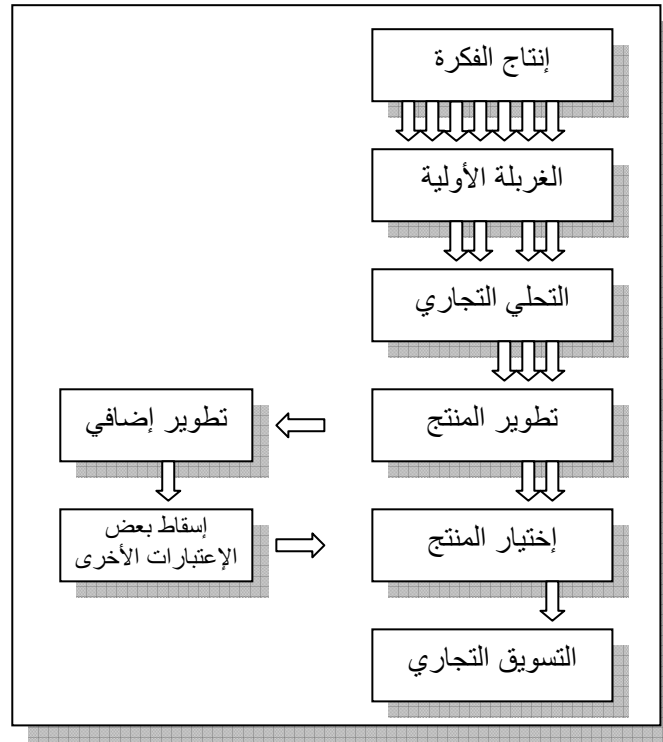 إنتاج الفكرة
الغربلة الأولية
التحلي التجاري
تطوير المنتج
تطوير إضافي
إسقاط بعض
الإعتبارات الأخرى
إختيار المنتج
التسويق التجاري